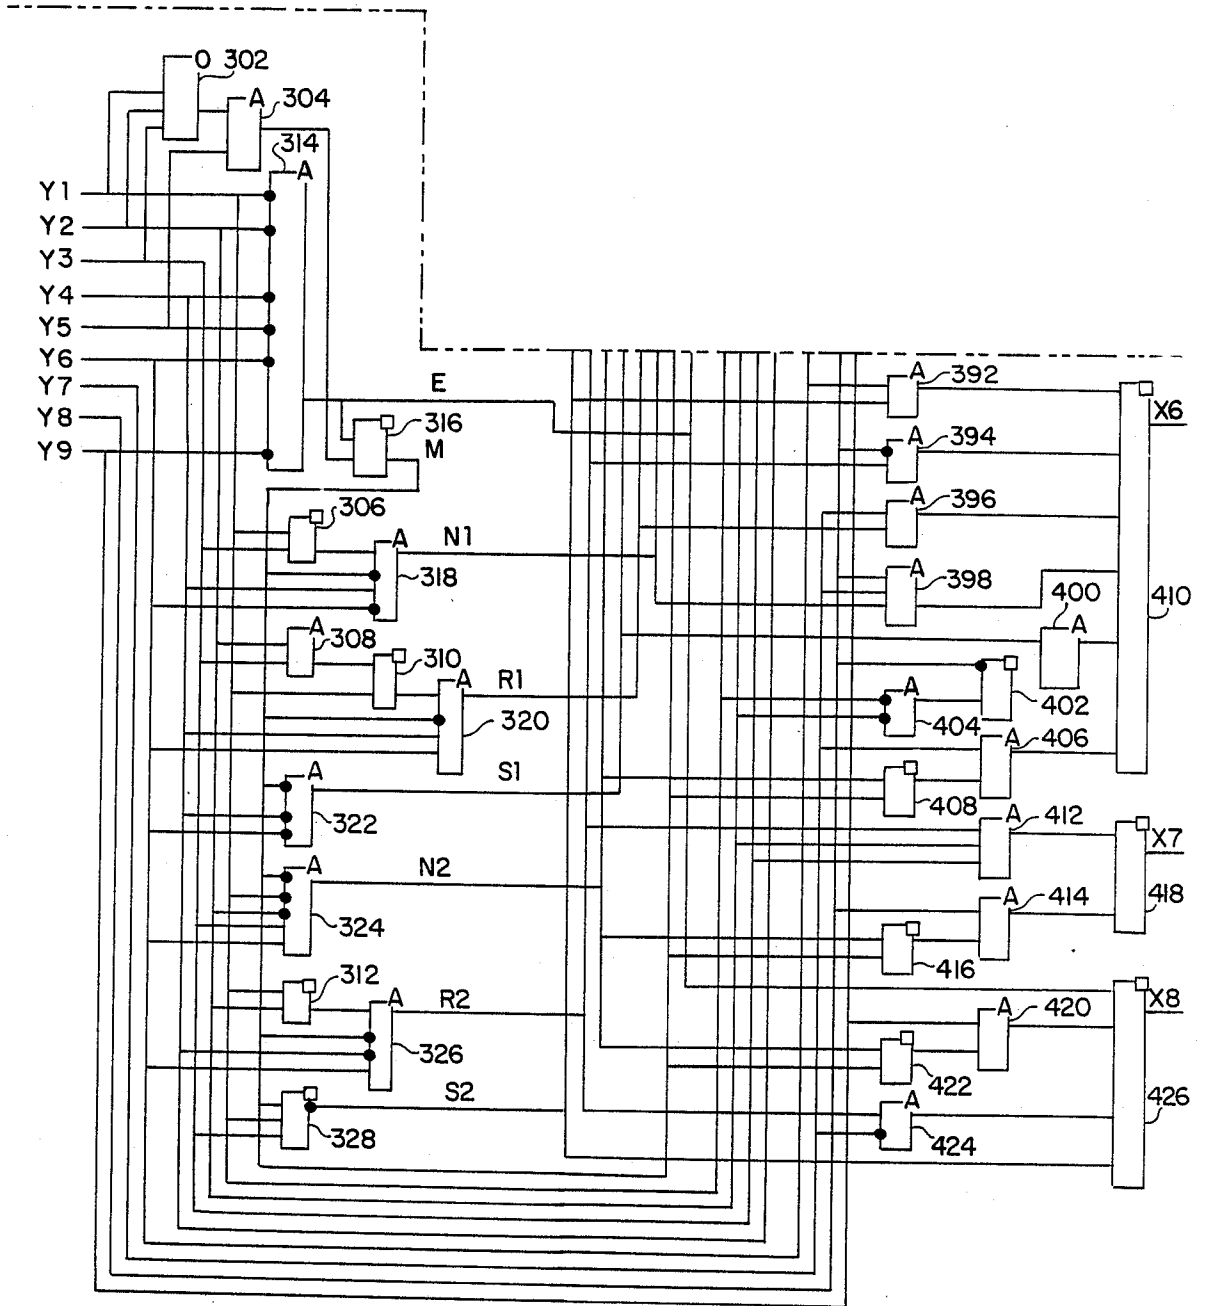 O 302
A 304
314
A
Y1
Y2
Y3
Y4
Y5
Y6
Y7
Y8
Y9
E
316
M
306
A
N1
318
A
308
310
A
R1
320
A
S1
322
A
N2
324
312
A
R2
326
S2
328
A 392
X6
A 394
A 396
A 398
400
A
410
402
A
404
A 406
408
A 412
X7
A 414
418
416
X8
A 420
422
A
424
426